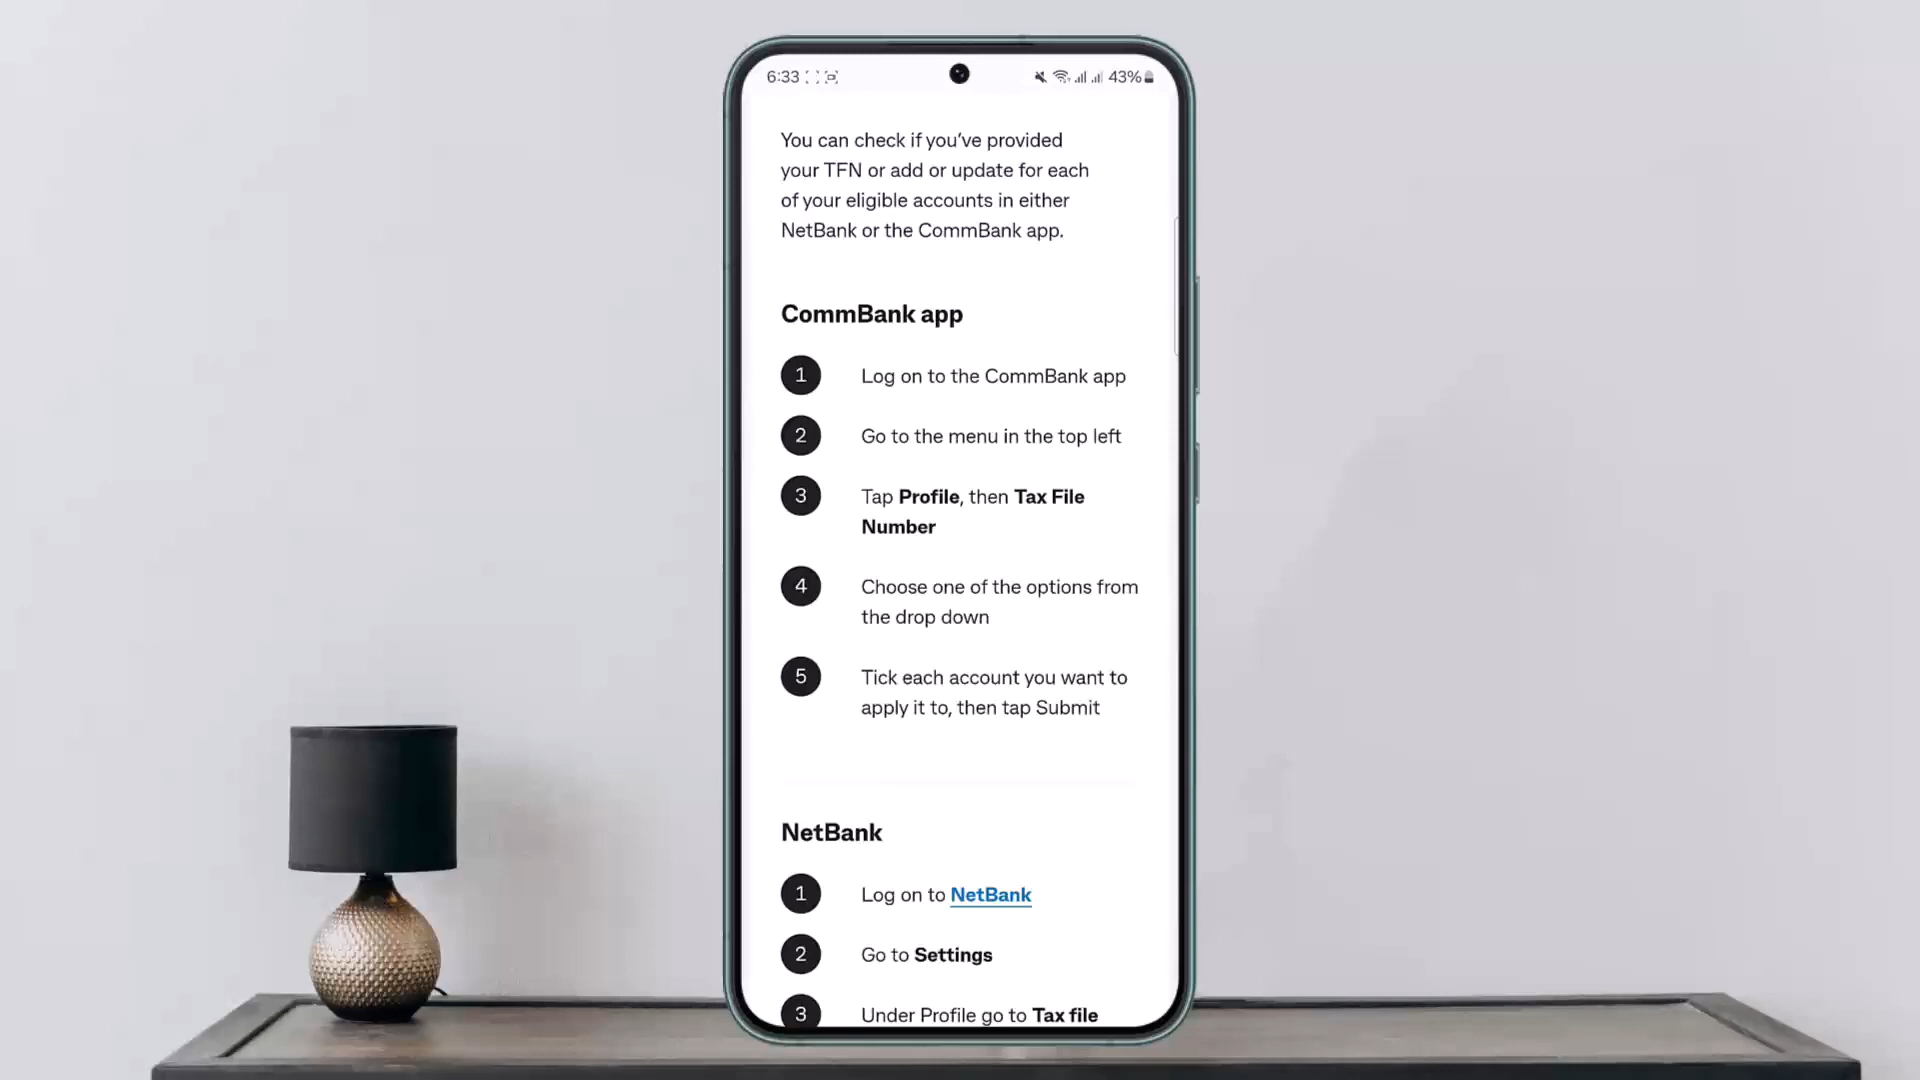 6:33
43%
You can check if you've provided
your TFN or add or update for each
of your eligible accounts in either
NetBank or the CommBank app.
CommBank app
1 Log on to the CommBank app
2 Go to the menu in the top left
3 Tap Profile, then Tax File
Number
4 Choose one of the options from
the drop down
5 Tick each account you want to
apply it to, then tap Submit
NetBank
1 Log on to NetBank
2 Go to Settings
3 Under Profile go to Tax file